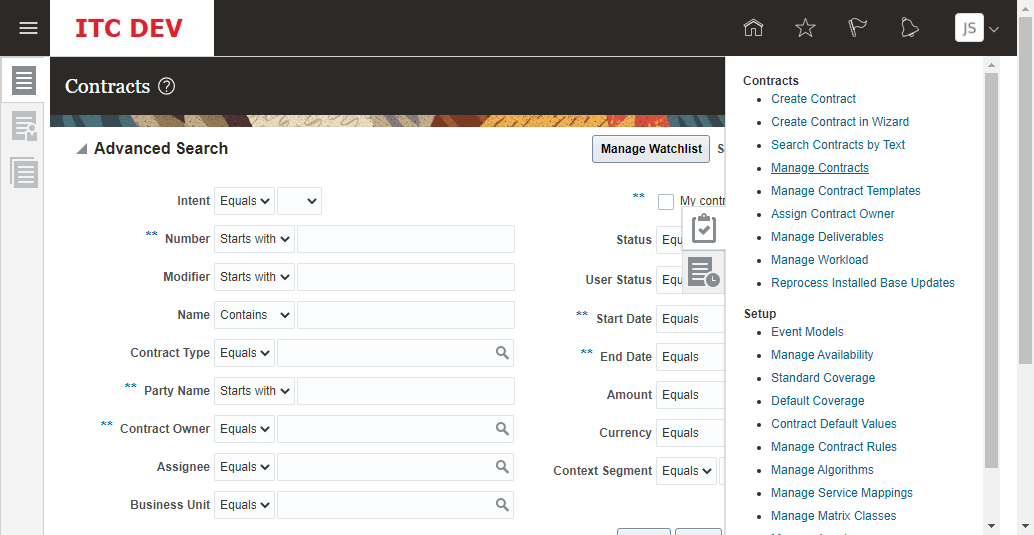 ITC DEV
JS
Contracts
Advanced Search
Manage Watchlist
S
Intent Equals
** Number Starts with
Modifier Starts with
Name Contains
Contract Type Equals
** Party Name Starts with
** Contract Owner Equals
Assignee Equals
Business Unit Equals
** My contr
Status Equ
User Status Equ
** Start Date Equals
** End Date Equals
Amount Equals
Currency Equals
Context Segment Equals
Contracts
Create Contract
Create Contract in Wizard
Search Contracts by Text
Manage Contracts
Manage Contract Templates
Assign Contract Owner
Manage Deliverables
Manage Workload
Reprocess Installed Base Updates
Setup
Event Models
Manage Availability
Standard Coverage
Default Coverage
Contract Default Values
Manage Contract Rules
Manage Algorithms
Manage Service Mappings
Manage Matrix Classes